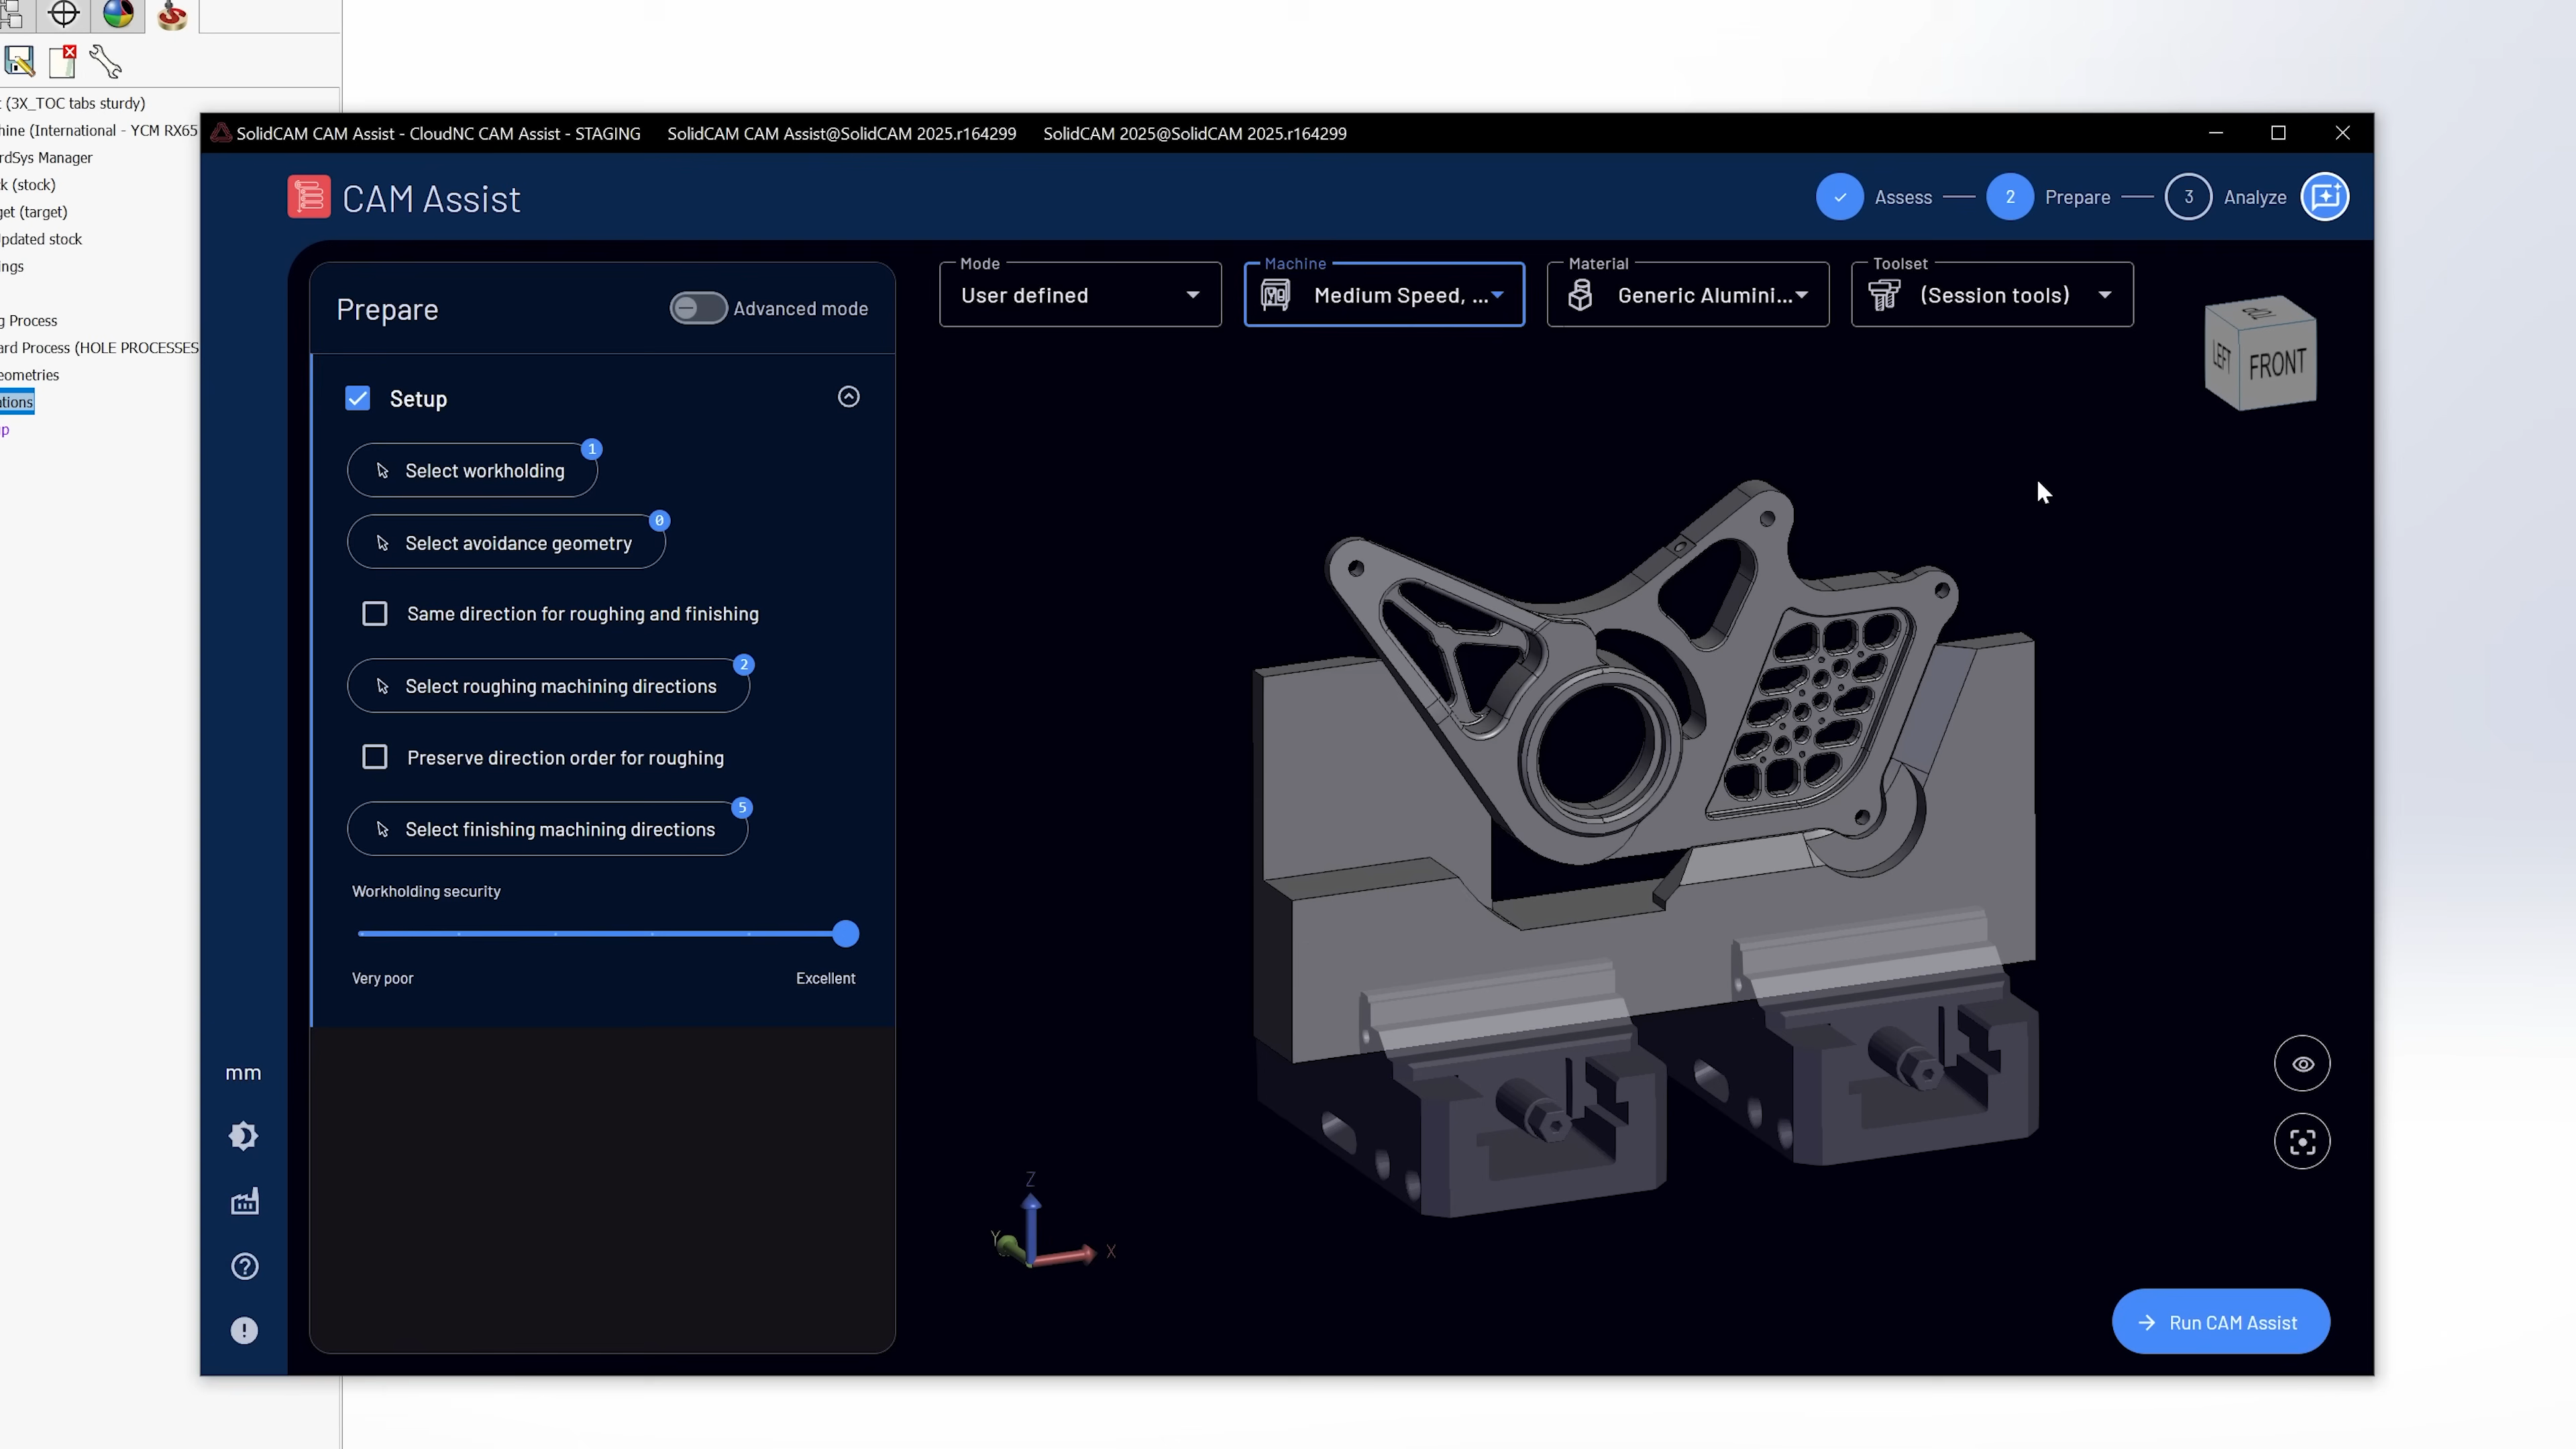 (3X_TOC tabs sturdy)
hine (International - YCM RX65
rdSys Manager
k (stock)
get (target)
pdated stock
ings
g Process
ard Process (HOLE PROCESSES
eometries
ations
p
SolidCAM CAM Assist - CloudNC CAM Assist - STAGING SolidCAM CAM Assist@SolidCAM 2025.r164299 SolidCAM 2025@SolidCAM 2025.r164299
CAM Assist
Assess
2 Prepare
3 Analyze
Prepare
Advanced mode
Mode
User defined
Machine
Medium Speed, ...
Material
Generic Alumini...
Toolset
(Session tools)
TOP
LEFT
FRONT
Setup
Select workholding 1
Select avoidance geometry 0
Same direction for roughing and finishing
Select roughing machining directions 2
Preserve direction order for roughing
Select finishing machining directions 5
Workholding security
Very poor
Excellent
mm
Z
Y
X
Run CAM Assist